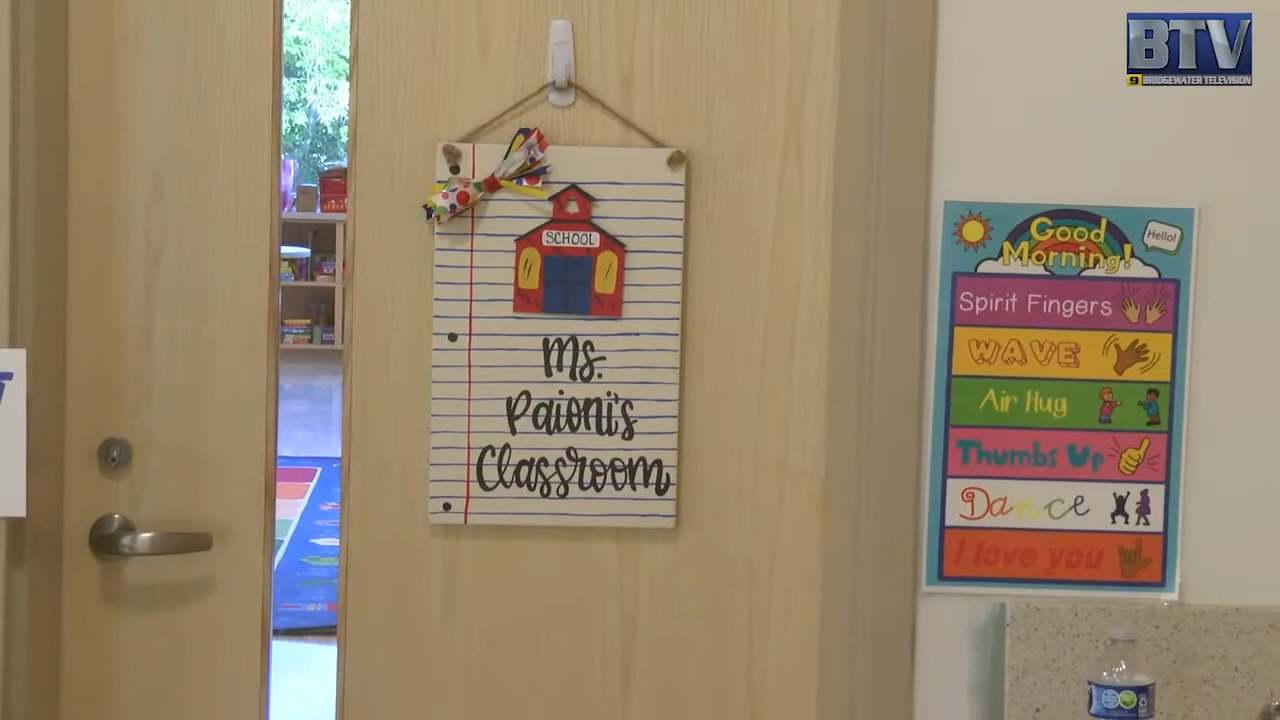 BTV
9 BRIDGEWATER TELEVISION
SCHOOL
Ms.
Paioni's
Classroom
Good
Morning!
Hello!
Spirit Fingers
WAVE
Air Hug
Thumbs Up
Dance
I love you